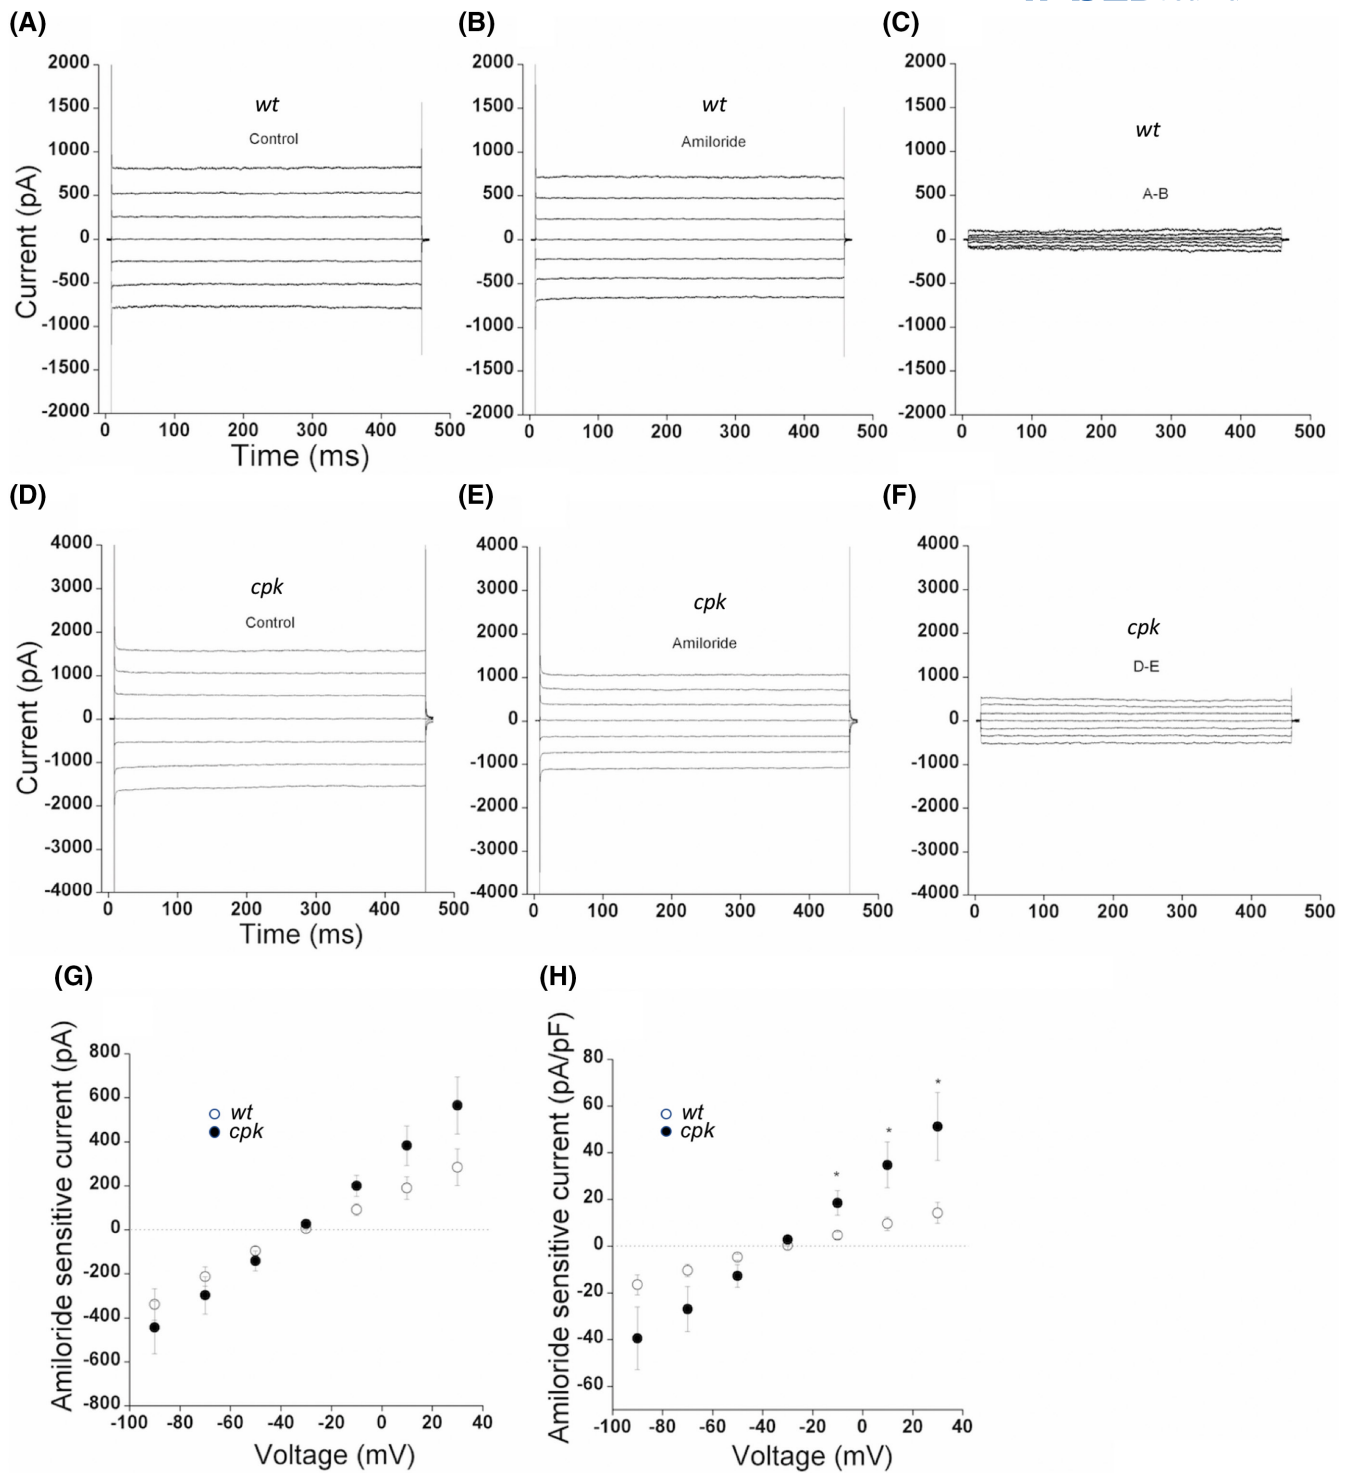 (A)
2000
1500
1000
500
0
-500
-1000
-1500
-2000
Current (pA)
wt
Control
0 100 200 300 400 500
Time (ms)
(B)
2000
1500
1000
500
0
-500
-1000
-1500
-2000
wt
Amiloride
0 100 200 300 400 500
(C)
2000
1500
1000
500
0
-500
-1000
-1500
-2000
wt
A-B
0 100 200 300 400 500
(D)
4000
3000
2000
1000
0
-1000
-2000
-3000
-4000
Current (pA)
cpk
Control
0 100 200 300 400 500
Time (ms)
(E)
4000
3000
2000
1000
0
-1000
-2000
-3000
-4000
cpk
Amiloride
0 100 200 300 400 500
(F)
4000
3000
2000
1000
0
-1000
-2000
-3000
-4000
cpk
D-E
0 100 200 300 400 500
(G)
Amiloride sensitive current (pA)
800
600
400
200
0
-200
-400
-600
-800
wt
cpk
-100 -80 -60 -40 -20 0 20 40
Voltage (mV)
(H)
Amiloride sensitive current (pA/pF)
80
60
40
20
0
-20
-40
-60
wt
cpk
* * *
-100 -80 -60 -40 -20 0 20 40
Voltage (mV)